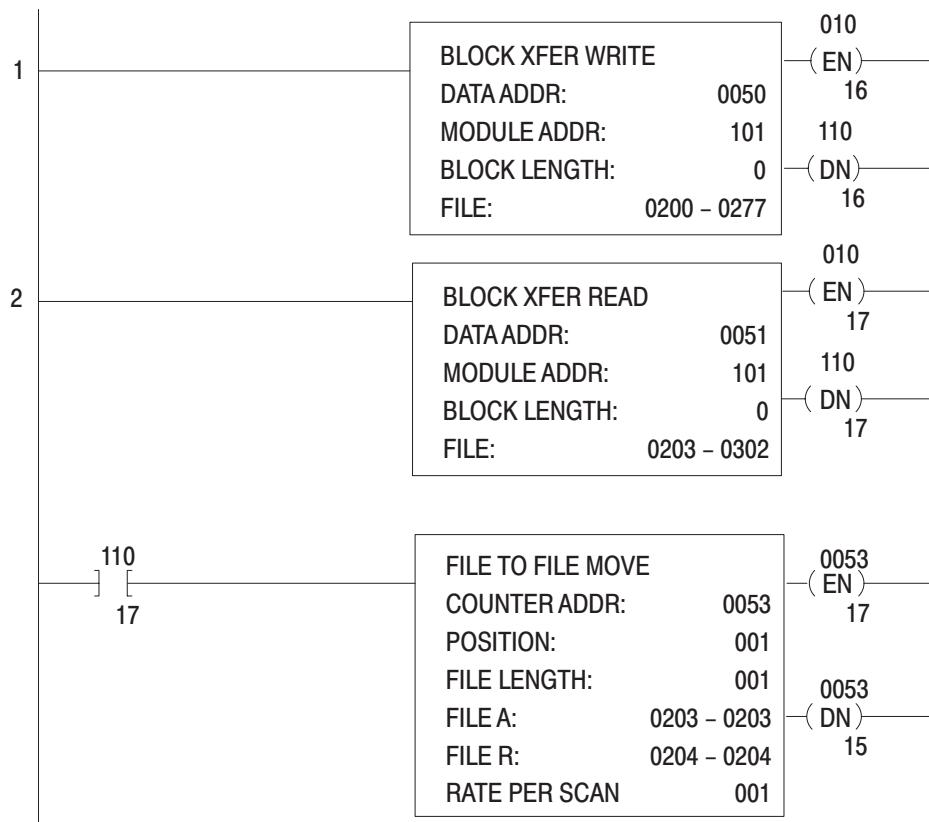 1
BLOCK XFER WRITE
DATA ADDR: 0050
MODULE ADDR: 101
BLOCK LENGTH: 0
FILE: 0200 – 0277
010
EN
16
110
DN
16
2
BLOCK XFER READ
DATA ADDR: 0051
MODULE ADDR: 101
BLOCK LENGTH: 0
FILE: 0203 – 0302
010
EN
17
110
DN
17
110
17
FILE TO FILE MOVE
COUNTER ADDR: 0053
POSITION: 001
FILE LENGTH: 001
FILE A: 0203 – 0203
FILE R: 0204 – 0204
RATE PER SCAN 001
0053
EN
17
0053
DN
15